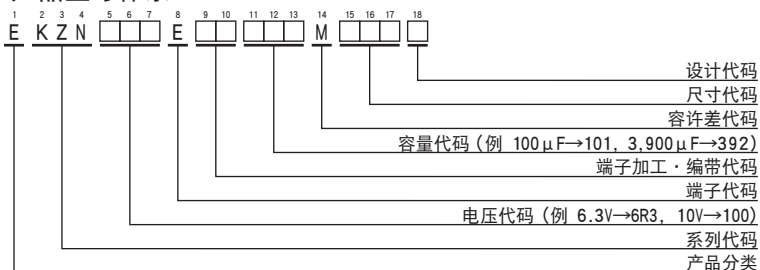 1 2 3 4 5 6 7 8 9 10 11 12 13 14 15 16 17 18
E KZN □□□ E □□ □□□ M □□□ □
设计代码
尺寸代码
容许差代码
容量代码（例 100μF→101, 3,900μF→392）
端子加工・编带代码
端子代码
电压代码（例 6.3V→6R3, 10V→100）
系列代码
产品分类